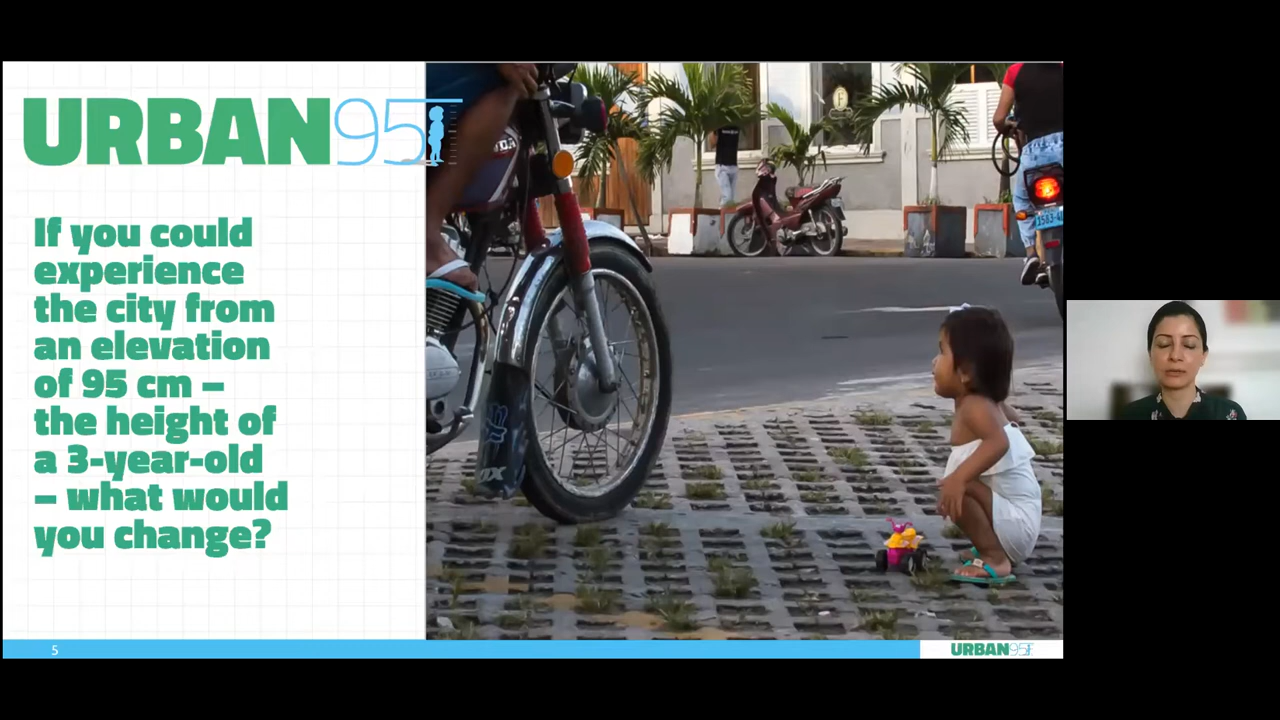 URBAN95
If you could
experience
the city from
an elevation
of 95 cm –
the height of
a 3-year-old
– what would
you change?
5
URBAN95